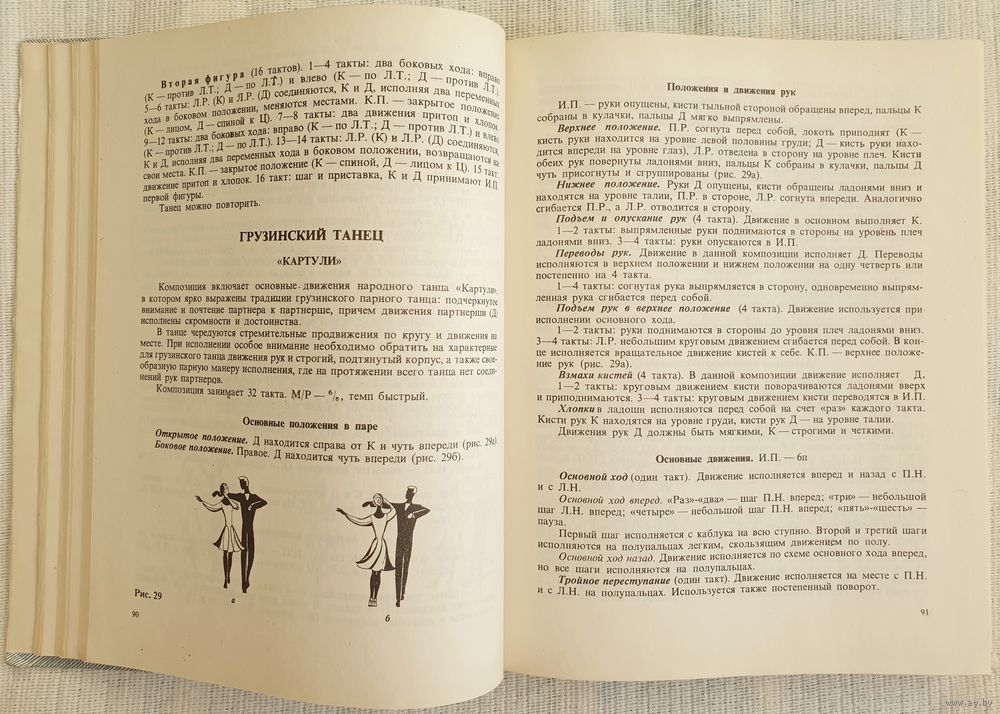 Вторая фигура (16 тактов). 1—4 такты: два боковых хода: вправо
(К — против Л.Т.; Д — по Л.Т.) и влево (К — по Л.Т.; Д — против Л.Т.).
5—6 такты: Л.Р. (К) и Л.Р. (Д) соединяются, К и Д, исполняя два переменных
хода в боковом положении, меняются местами. К.П. — закрытое положение
(К — лицом, Д — спиной к Ц). 7—8 такты: два движения притоп и хлопок.
9—12 такты: два боковых хода: вправо (К — по Л.Т.; Д — против Л.Т.) и влево
(К — против Л.Т.; Д — по Л.Т.). 13—14 такты: Л.Р. (К) и Л.Р. (Д) соединяются,
К и Д, исполняя два переменных хода в боковом положении, возвращаются на
свои места. К.П. — закрытое положение (К — спиной, Д — лицом к Ц). 15 такт:
движение притоп и хлопок. 16 такт: шаг и приставка, К и Д принимают И.П.
первой фигуры.
Танец можно повторить.
ГРУЗИНСКИЙ ТАНЕЦ
«КАРТУЛИ»
Композиция включает основные движения народного танца «Картули»,
в котором ярко выражены традиции грузинского парного танца: подчеркнутое
внимание и почтение партнера к партнерше, причем движения партнерши (Д)
исполнены скромности и достоинства.
В танце чередуются стремительные продвижения по кругу и движения на
месте. При исполнении особое внимание необходимо обратить на характерные
для грузинского танца движения рук и строгий, подтянутый корпус, а также свое-
образную парную манеру исполнения, где на протяжении всего танца нет соеди-
нений рук партнеров.
Композиция занимает 32 такта. М/Р — 6/8, темп быстрый.
Основные положения в паре
Открытое положение. Д находится справа от К и чуть впереди (рис. 29а).
Боковое положение. Правое. Д находится чуть впереди (рис. 29б).
Рис. 29
а
б
90
Положения и движения рук
И.П. — руки опущены, кисти тыльной стороной обращены вперед, пальцы К
собраны в кулачки, пальцы Д мягко выпрямлены.
Верхнее положение. П.Р. согнута перед собой, локоть приподнят (К —
кисть руки находится на уровне левой половины груди; Д — кисть руки нахо-
дится впереди на уровне глаз), Л.Р. отведена в сторону на уровне плеч. Кисти
обеих рук повернуты ладонями вниз, пальцы К собраны в кулачки, пальцы Д
чуть присогнуты и сгруппированы (рис. 29а).
Нижнее положение. Руки Д опущены, кисти обращены ладонями вниз и
находятся на уровне талии, П.Р. в стороне, Л.Р. согнута впереди. Аналогично
сгибается П.Р., а Л.Р. отводится в сторону.
Подъем и опускание рук (4 такта). Движение в основном выполняет К.
1—2 такты: выпрямленные руки поднимаются в стороны на уровень плеч
ладонями вниз. 3—4 такты: руки опускаются в И.П.
Переводы рук. Движение в данной композиции исполняет Д. Переводы
исполняются в верхнем положении и нижнем положении на одну четверть или
постепенно на 4 такта.
1—4 такты: согнутая рука выпрямляется в сторону, одновременно выпрям-
ленная рука сгибается перед собой.
Подъем рук в верхнее положение (4 такта). Движение используется при
исполнении основного хода.
1—2 такты: руки поднимаются в стороны до уровня плеч ладонями вниз.
3—4 такты: Л.Р. небольшим круговым движением сгибается перед собой. В кон-
це исполняется вращательное движение кистей к себе. К.П. — верхнее положе-
ние рук (рис. 29а).
Взмахи кистей (4 такта). В данной композиции движение исполняет Д.
1—2 такты: круговым движением кисти поворачиваются ладонями вверх
и приподнимаются. 3—4 такты: круговым движением кисти переводятся в И.П.
Хлопки в ладоши исполняются перед собой на счет «раз» каждого такта.
Кисти рук К находятся на уровне груди, кисти рук Д — на уровне талии.
Движения рук Д должны быть мягкими, К — строгими и четкими.
Основные движения. И.П. — 6п
Основной ход (один такт). Движение исполняется вперед и назад с П.Н.
и с Л.Н.
Основной ход вперед. «Раз»-«два» — шаг П.Н. вперед; «три» — небольшой
шаг Л.Н. вперед; «четыре» — небольшой шаг П.Н. вперед; «пять»-«шесть» —
пауза.
Первый шаг исполняется с каблука на всю ступню. Второй и третий шаги
исполняются на полупальцах легким, скользящим движением по полу.
Основной ход назад. Движение исполняется по схеме основного хода вперед,
но все шаги исполняются на полупальцах.
Тройное переступание (один такт). Движение исполняется на месте с П.Н.
и с Л.Н. на полупальцах. Используется также постепенный поворот.
91
www.ay.by